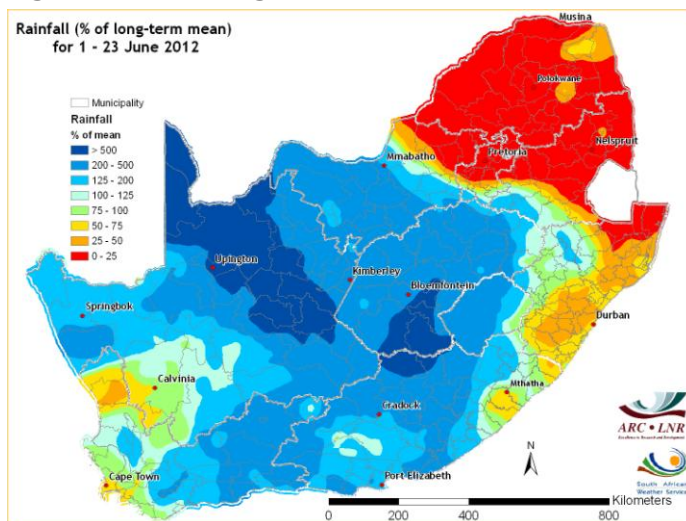 Rainfall (% of long-term mean)
for 1 - 23 June 2012
Musina
Polokwane
Municipality
Rainfall
% of mean
> 500
200 - 500
125 - 200
100 - 125
75 - 100
50 - 75
25 - 50
0 - 25
Nelspruit
Pretoria
Mmabatho
Upington
Kimberley
Bloemfontein
Springbok
Durban
Calvinia
Mthatha
Cradock
ARC • LNR
N
Cape Town
Port Elizabeth
South African
Weather Service
Kilometers
0 200 400 800